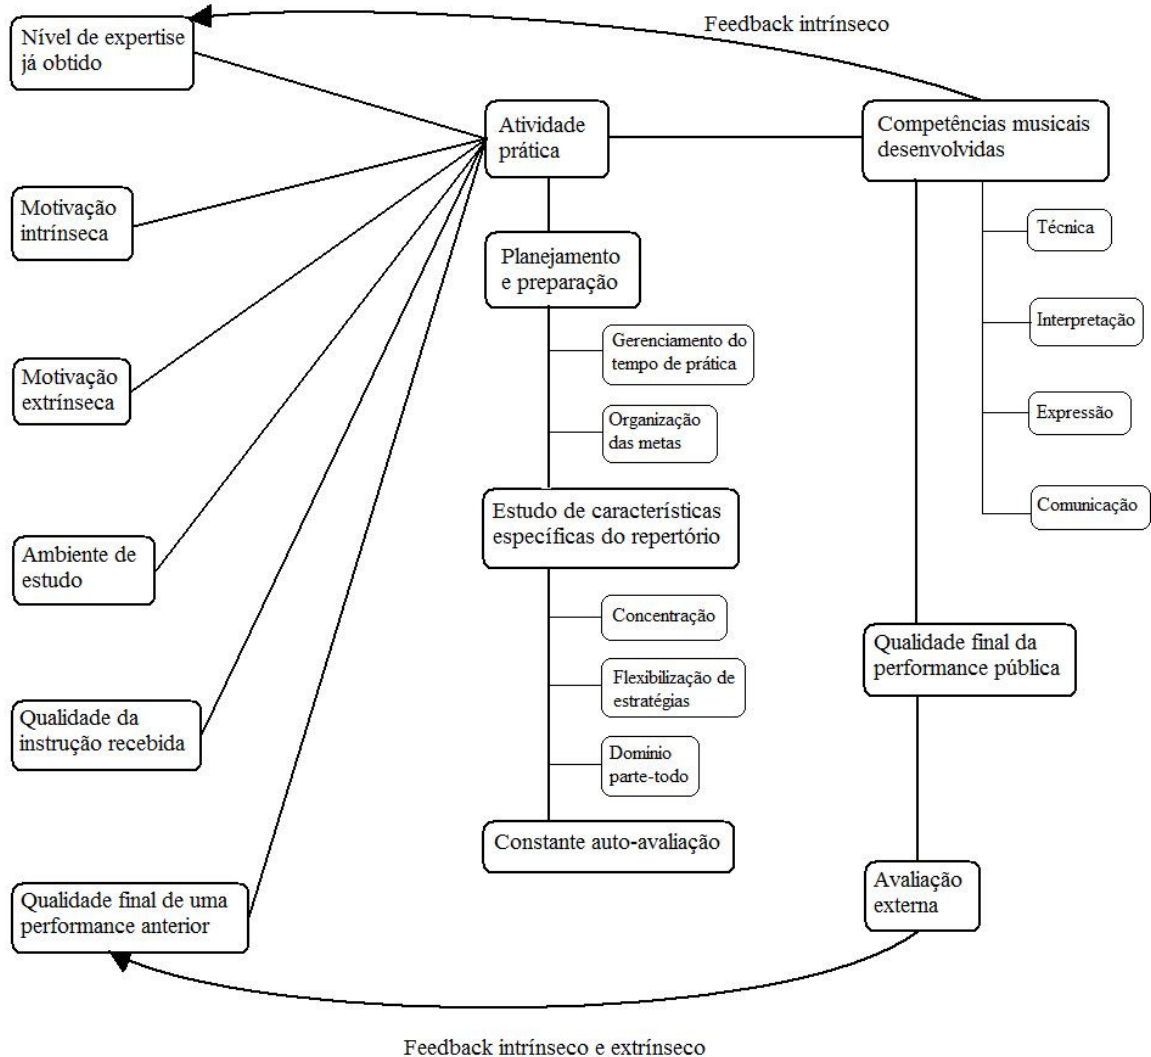 Feedback intrínseco
Nível de expertise
já obtido
Motivação
intrínseca
Motivação
extrínseca
Ambiente de
estudo
Qualidade da
instrução recebida
Qualidade final de uma
performance anterior
Atividade
prática
Planejamento
e preparação
Gerenciamento do
tempo de prática
Organização
das metas
Estudo de características
específicas do repertório
Concentração
Flexibilização de
estratégias
Domínio
parte-todo
Constante auto-avaliação
Competências musicais
desenvolvidas
Técnica
Interpretação
Expressão
Comunicação
Qualidade final da
performance pública
Avaliação
externa
Feedback intrínseco e extrínseco